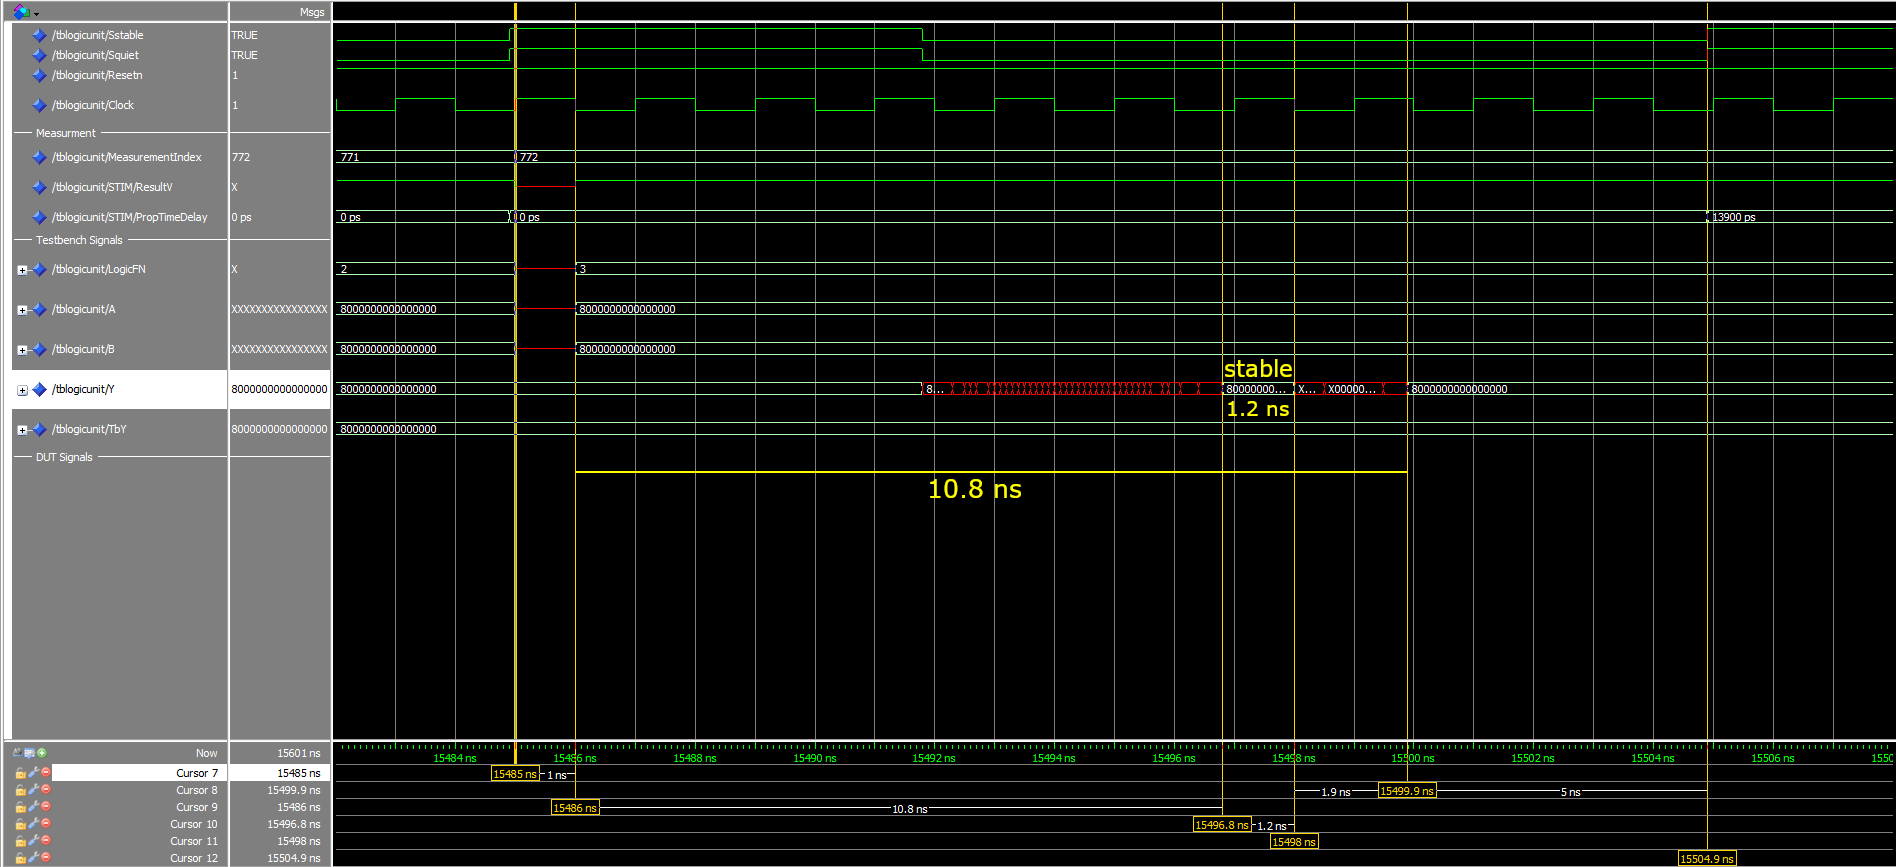 Msgs
/tblogicunit/Sstable TRUE
/tblogicunit/Squiet TRUE
/tblogicunit/Resetn 1
/tblogicunit/Clock 1
Measurment
/tblogicunit/MeasurementIndex 772 771 772
/tblogicunit/STIM/ResultV X
/tblogicunit/STIM/PropTimeDelay 0 ps 0 ps 0 ps 13900 ps
Testbench Signals
/tblogicunit/LogicFN X 2 3
/tblogicunit/A XXXXXXXXXXXXXXXX 8000000000000000 8000000000000000
/tblogicunit/B XXXXXXXXXXXXXXXX 8000000000000000 8000000000000000
stable
/tblogicunit/Y 8000000000000000 8000000000000000 8... 80000000... X... X00000... 8000000000000000
1.2 ns
/tblogicunit/TbY 8000000000000000 8000000000000000
DUT Signals
10.8 ns
Now 15601 ns 15484 ns 15486 ns 15488 ns 15490 ns 15492 ns 15494 ns 15496 ns 15498 ns 15500 ns 15502 ns 15504 ns 15506 ns 1550
Cursor 7 15485 ns 15485 ns 1 ns
Cursor 8 15499.9 ns 1.9 ns 15499.9 ns 5 ns
Cursor 9 15486 ns 15486 ns 10.8 ns
Cursor 10 15496.8 ns 15496.8 ns 1.2 ns
Cursor 11 15498 ns 15498 ns
Cursor 12 15504.9 ns 15504.9 ns